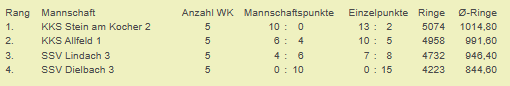 Rang Mannschaft Anzahl WK Mannschaftspunkte Einzelpunkte Ringe Ø-Ringe
1. KKS Stein am Kocher 2 5 10 : 0 13 : 2 5074 1014,80
2. KKS Allfeld 1 5 6 : 4 10 : 5 4958 991,60
3. SSV Lindach 3 5 4 : 6 7 : 8 4732 946,40
4. SSV Dielbach 3 5 0 : 10 0 : 15 4223 844,60